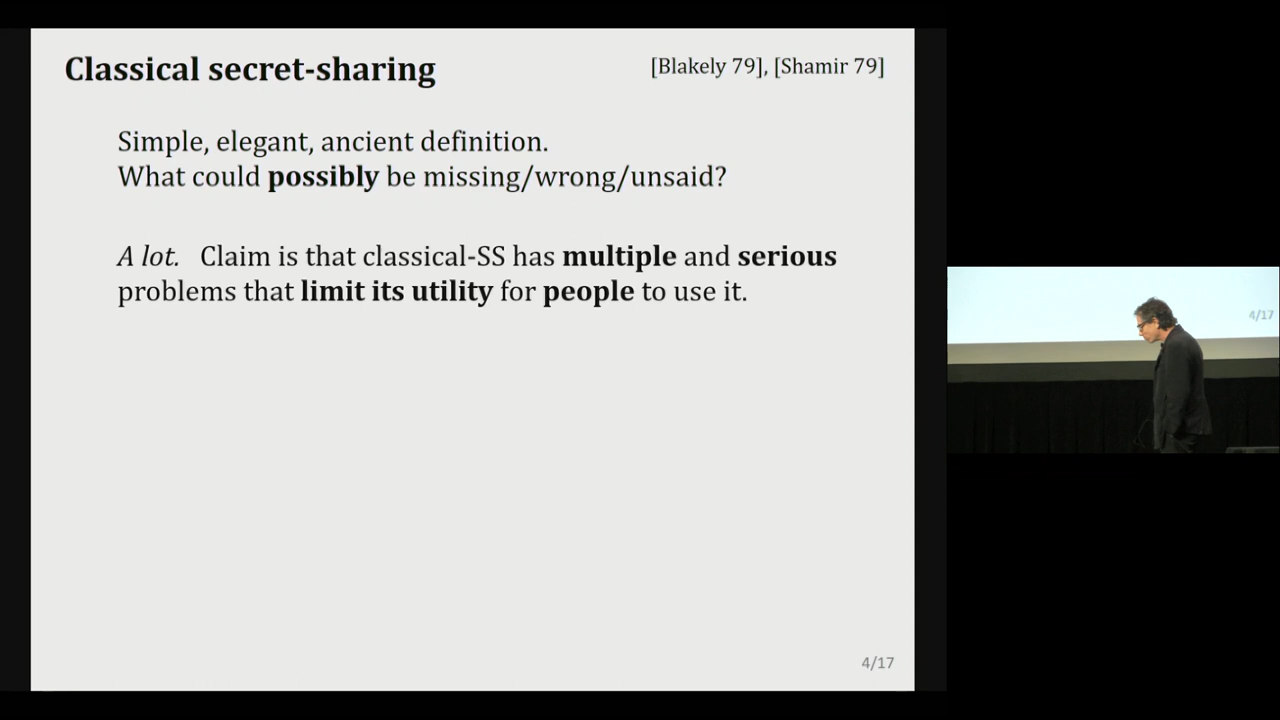 Classical secret-sharing
[Blakely 79], [Shamir 79]
Simple, elegant, ancient definition.
What could possibly be missing/wrong/unsaid?
A lot. Claim is that classical-SS has multiple and serious
problems that limit its utility for people to use it.
4/17
4/17